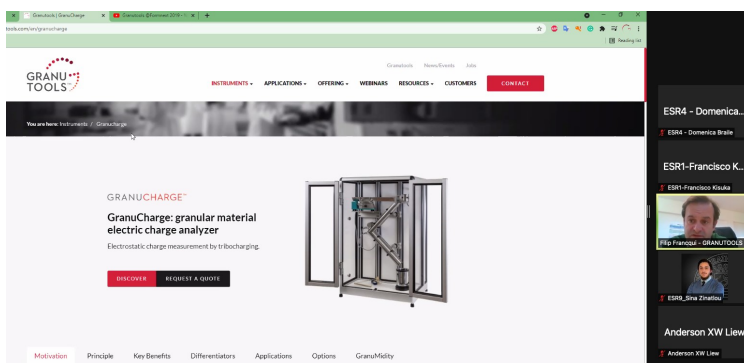 Granutools | GranuCharge
Granutools @Formnext 2019 -
tools.com/en/granucharge
Reading list
Granutools News/Events Jobs
GRANU
TOOLS
INSTRUMENTS APPLICATIONS OFFERING WEBINARS RESOURCES CUSTOMERS CONTACT
You are here: Instruments / Granucharge
GRANUCHARGE™
GranuCharge: granular material
electric charge analyzer
Electrostatic charge measurement by tribocharging.
DISCOVER REQUEST A QUOTE
Motivation Principle Key Benefits Differentiators Applications Options GranuMidity
ESR4 - Domenica...
ESR4 - Domenica Braile
ESR1-Francisco K...
ESR1-Francisco Kisuka
Filip Francqui - GRANUTOOLS
ESR9_Sina Zinatlou
Anderson XW Liew
Anderson XW Liew